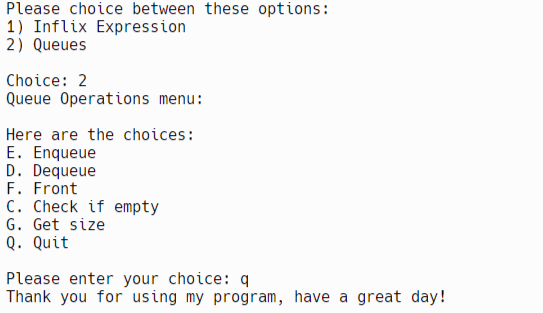 Please choice between these options:
1) Inflix Expression
2) Queues
Choice: 2
Queue Operations menu:
Here are the choices:
E. Enqueue
D. Dequeue
F. Front
C. Check if empty
G. Get size
Q. Quit
Please enter your choice: q
Thank you for using my program, have a great day!